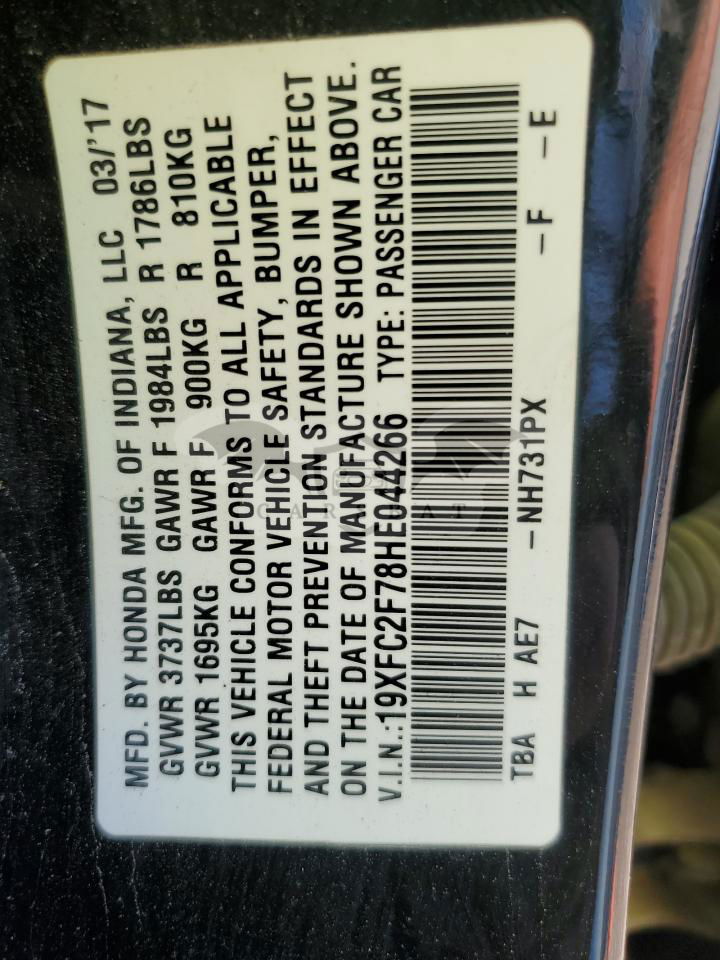 MFD. BY HONDA MFG. OF INDIANA, LLC 03/'17
GVWR 3737LBS GAWR F 1984LBS R 1786LBS
GVWR 1695KG GAWR F 900KG R 810KG
THIS VEHICLE CONFORMS TO ALL APPLICABLE
FEDERAL MOTOR VEHICLE SAFETY, BUMPER,
AND THEFT PREVENTION STANDARDS IN EFFECT
ON THE DATE OF MANUFACTURE SHOWN ABOVE.
V.I.N.:19XFC2F78HE044266 TYPE: PASSENGER CAR
TBA H AE7 -NH731PX -F -E